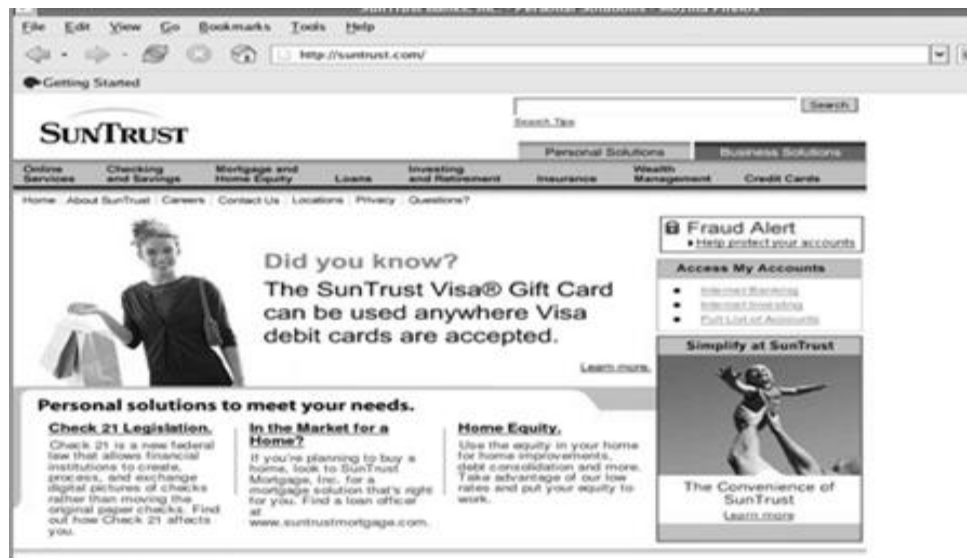 SunTrust Banks, Inc. - Personal Solutions - Mozilla Firefox
File Edit View Go Bookmarks Tools Help
http://suntrust.com/
Getting Started
Search
Search Tips
SUNTRUST
Personal Solutions Business Solutions
Online Services Checking and Savings Mortgage and Home Equity Loans Investing and Retirement Insurance Wealth Management Credit Cards
Home About SunTrust Careers Contact Us Locations Privacy Questions?
Fraud Alert
Help protect your accounts
Did you know?
The SunTrust Visa® Gift Card
can be used anywhere Visa
debit cards are accepted.
Learn more.
Access My Accounts
Internet Banking
Internet Investing
Full List of Accounts
Simplify at SunTrust
The Convenience of
SunTrust
Learn more
Personal solutions to meet your needs.
Check 21 Legislation.
Check 21 is a new federal
law that allows financial
institutions to create,
process, and exchange
digital pictures of checks
rather than moving the
original paper checks. Find
out how Check 21 affects
you.
In the Market for a
Home?
If you're planning to buy a
home, look to SunTrust
Mortgage, Inc. for a
mortgage solution that's right
for you. Find a loan officer
at
www.suntrustmortgage.com.
Home Equity.
Use the equity in your home
for home improvements,
debt consolidation and more.
Take advantage of our low
rates and put your equity to
work.